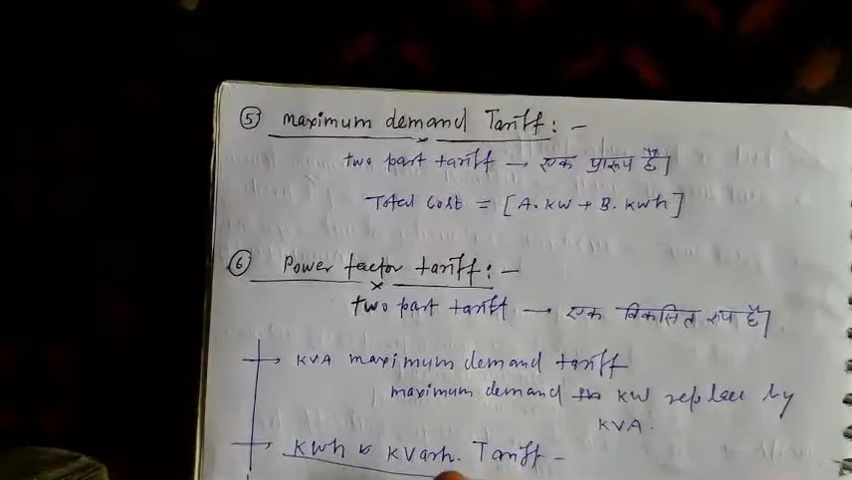 ⑤ maximum demand Tariff : -
two part tariff → एक प्रारूप है।
Total Cost = [A. KW + B. KWh]
⑥ Power factor tariff : -
two part tariff → एक विकसित रूप है।
→ KVA maximum demand tariff
maximum demand KW replace by
KVA.
→ KWh & KVarh. Tariff -